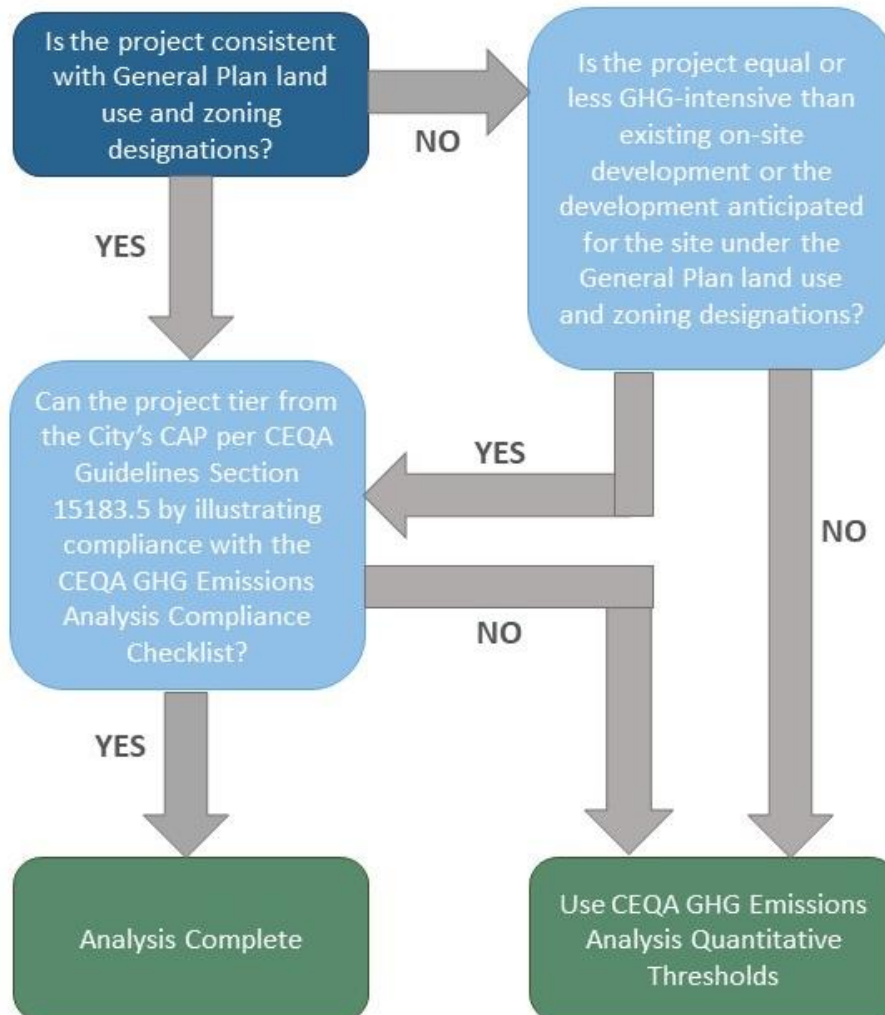 Is the project consistent
with General Plan land
use and zoning
designations?
NO
Is the project equal or
less GHG-intensive than
existing on-site
development or the
development anticipated
for the site under the
General Plan land use
and zoning designations?
YES
Can the project tier from
the City’s CAP per CEQA
Guidelines Section
15183.5 by illustrating
compliance with the
CEQA GHG Emissions
Analysis Compliance
Checklist?
YES
NO
NO
YES
Analysis Complete
Use CEQA GHG Emissions
Analysis Quantitative
Thresholds